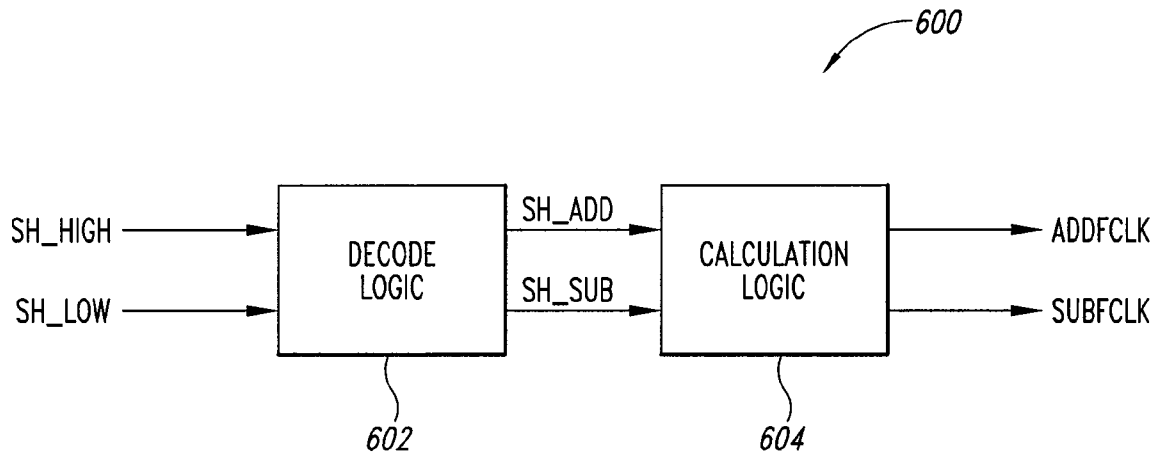 600
SH_HIGH
SH_LOW
DECODE
LOGIC
SH_ADD
SH_SUB
CALCULATION
LOGIC
ADDFCLK
SUBFCLK
602
604